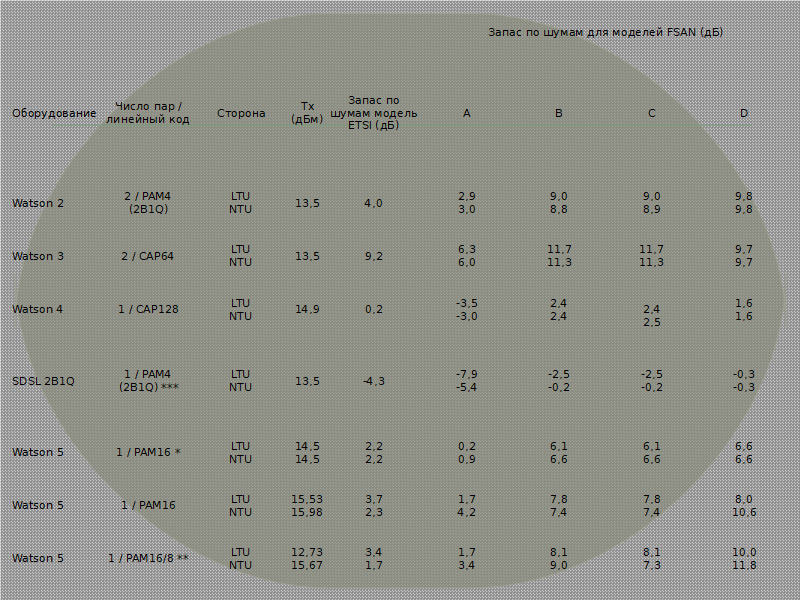 Запас по шумам для моделей FSAN (дБ)
Оборудование Число пар / линейный код Сторона Tx (дБм) Запас по шумам модель ETSI (дБ) A B C D
Watson 2 2 / PAM4 (2B1Q) LTU NTU 13,5 4,0 2,9 3,0 9,0 8,8 9,0 8,9 9,8 9,8
Watson 3 2 / CAP64 LTU NTU 13,5 9,2 6,3 6,0 11,7 11,3 11,7 11,3 9,7 9,7
Watson 4 1 / CAP128 LTU NTU 14,9 0,2 -3,5 -3,0 2,4 2,4 2,4 2,5 1,6 1,6
SDSL 2B1Q 1 / PAM4 (2B1Q) *** LTU NTU 13,5 -4,3 -7,9 -5,4 -2,5 -0,2 -2,5 -0,2 -0,3 -0,3
Watson 5 1 / PAM16 * LTU NTU 14,5 14,5 2,2 2,2 0,2 0,9 6,1 6,6 6,1 6,6 6,6 6,6
Watson 5 1 / PAM16 LTU NTU 15,53 15,98 3,7 2,3 1,7 4,2 7,8 7,4 7,8 7,4 8,0 10,6
Watson 5 1 / PAM16/8 ** LTU NTU 12,73 15,67 3,4 1,7 1,7 3,4 8,1 9,0 8,1 7,3 10,0 11,8